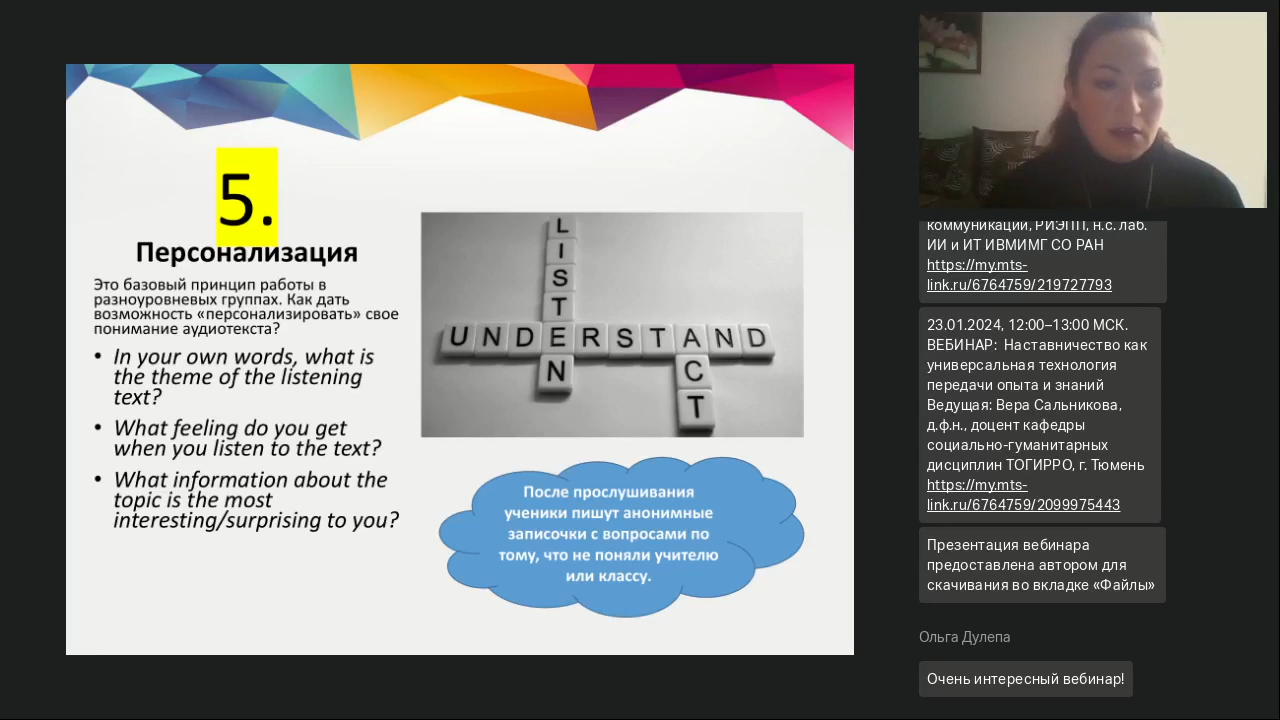 5.
Персонализация
Это базовый принцип работы в
разноуровневых группах. Как дать
возможность «персонализировать» свое
понимание аудиотекста?
• In your own words, what is
the theme of the listening
text?
• What feeling do you get
when you listen to the text?
• What information about the
topic is the most
interesting/surprising to you?
LISTEN
UNDERSTAND
ACT
После прослушивания
ученики пишут анонимные
записочки с вопросами по
тому, что не поняли учителю
или классу.
коммуникации, РИЭПП, н.с. лаб.
ИИ и ИТ ИВМИМГ СО РАН
https://my.mts-
link.ru/6764759/219727793
23.01.2024, 12:00–13:00 МСК.
ВЕБИНАР: Наставничество как
универсальная технология
передачи опыта и знаний
Ведущая: Вера Сальникова,
д.ф.н., доцент кафедры
социально-гуманитарных
дисциплин ТОГИРРО, г. Тюмень
https://my.mts-
link.ru/6764759/2099975443
Презентация вебинара
предоставлена автором для
скачивания во вкладке «Файлы»
Ольга Дулепа
Очень интересный вебинар!